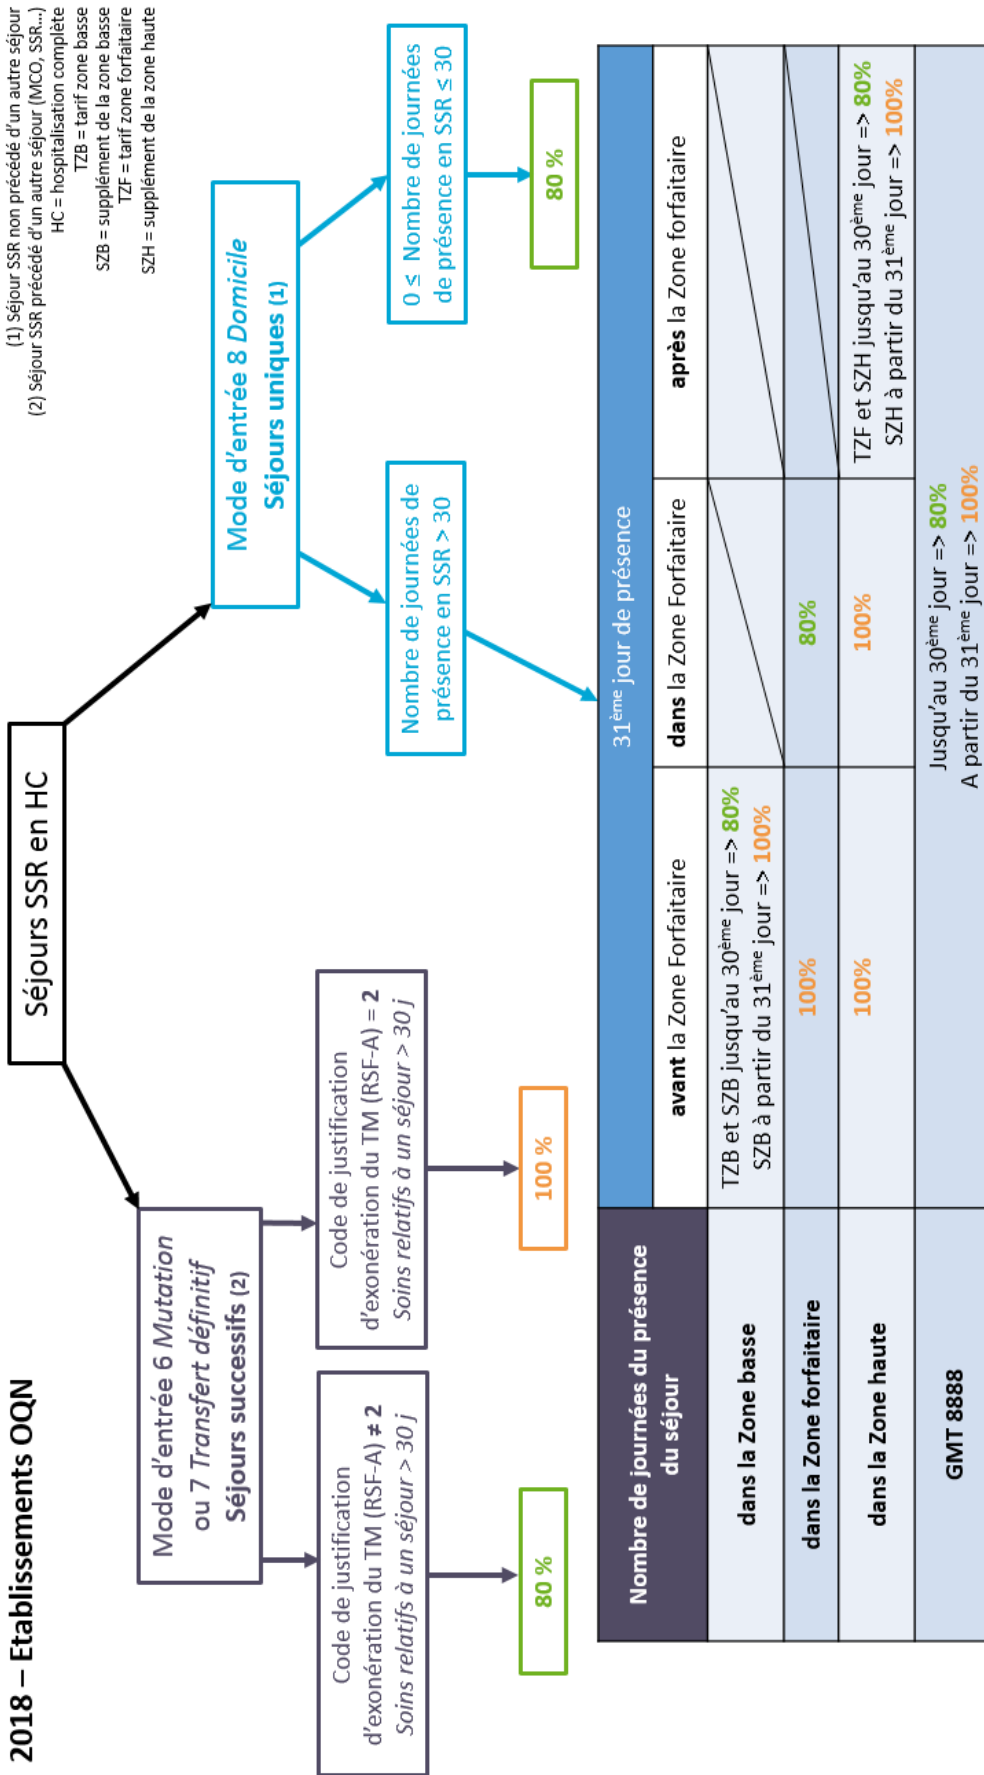 2018 – Etablissements OQN
(1) Séjour SSR non précédé d'un autre séjour
(2) Séjour SSR précédé d'un autre séjour (MCO, SSR...)
HC = hospitalisation complète
TZB = tarif zone basse
SZB = supplément de la zone basse
TZF = tarif zone forfaitaire
SZH = supplément de la zone haute
Séjours SSR en HC
Mode d'entrée 6 Mutation
ou 7 Transfert définitif
Séjours successifs (2)
Mode d'entrée 8 Domicile
Séjours uniques (1)
Code de justification
d'exonération du TM (RSF-A) ≠ 2
Soins relatifs à un séjour > 30 j
Code de justification
d'exonération du TM (RSF-A) = 2
Soins relatifs à un séjour > 30 j
Nombre de journées de
présence en SSR > 30
0 ≤ Nombre de journées
de présence en SSR ≤ 30
80 %
100 %
80 %
Nombre de journées du présence
du séjour
31ème jour de présence
avant la Zone Forfaitaire
dans la Zone Forfaitaire
après la Zone forfaitaire
dans la Zone basse
TZB et SZB jusqu'au 30ème jour => 80%
SZB à partir du 31ème jour => 100%
dans la Zone forfaitaire
100%
80%
dans la Zone haute
100%
100%
TZF et SZH jusqu'au 30ème jour => 80%
SZH à partir du 31ème jour => 100%
GMT 8888
Jusqu'au 30ème jour => 80%
A partir du 31ème jour => 100%